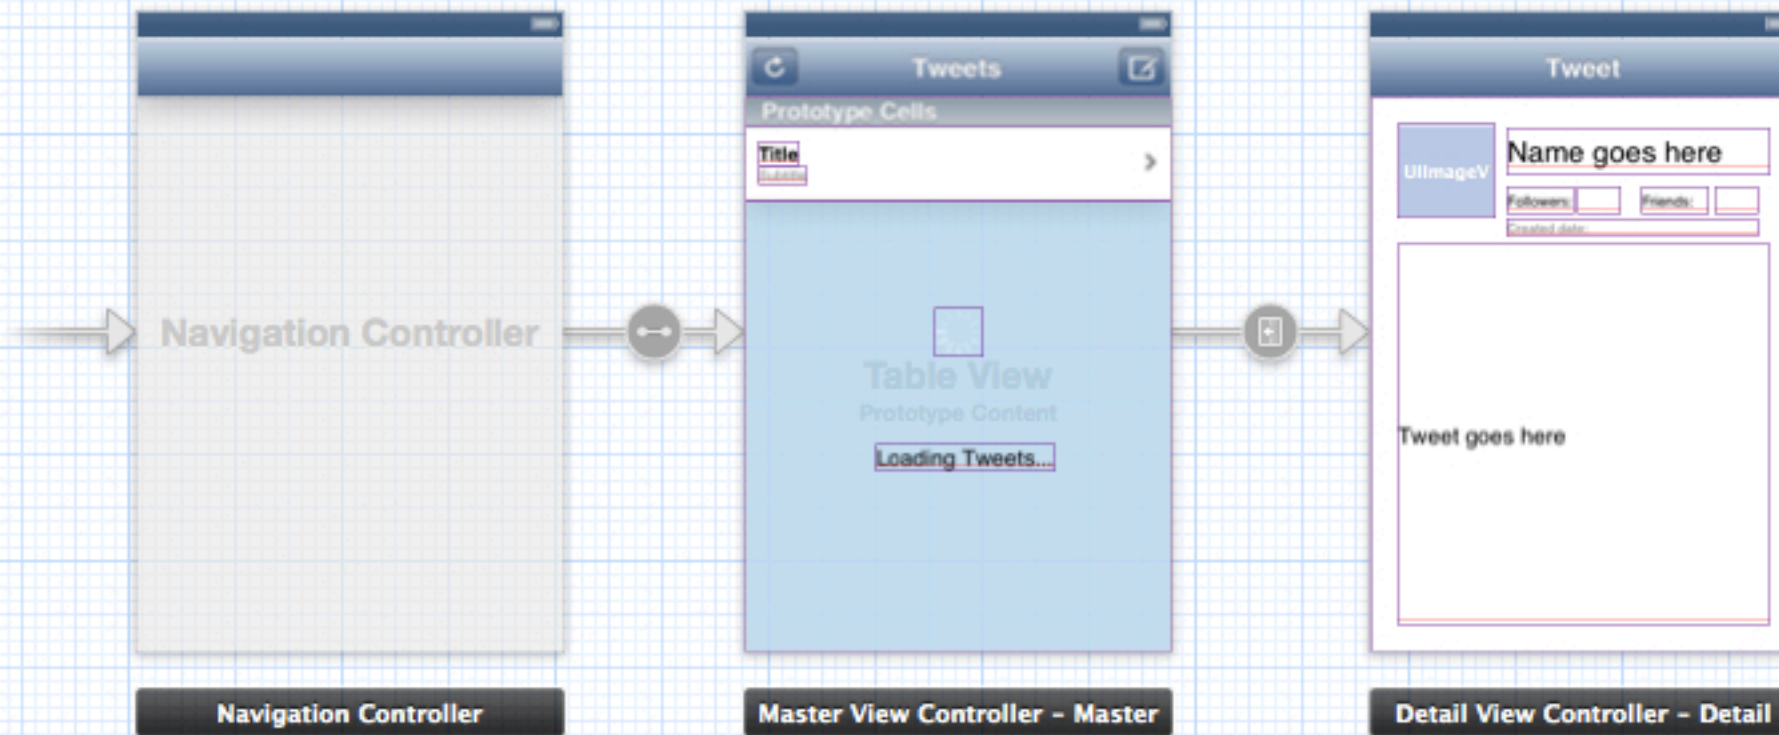 Navigation Controller
Navigation Controller
Tweets
Prototype Cells
Title
Subtitle
Table View
Prototype Content
Loading Tweets...
Master View Controller – Master
Tweet
UIImageV
Name goes here
Followers:
Friends:
Created date:
Tweet goes here
Detail View Controller – Detail